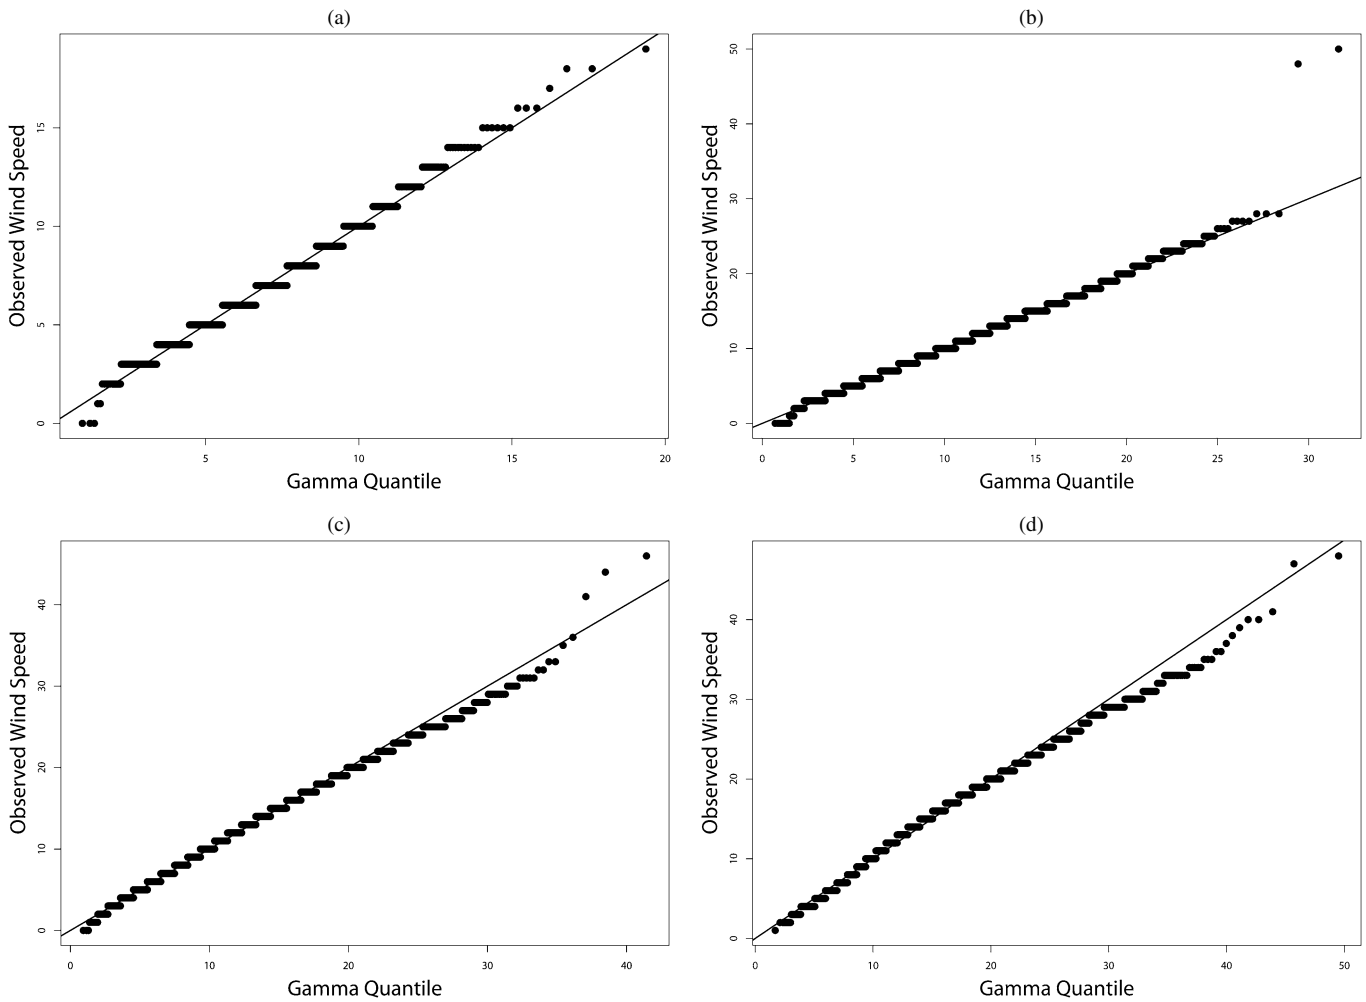 (a)
Observed Wind Speed
0 5 10 15
5 10 15 20
Gamma Quantile
(b)
Observed Wind Speed
0 10 20 30 40 50
0 5 10 15 20 25 30
Gamma Quantile
(c)
Observed Wind Speed
0 10 20 30 40
0 10 20 30 40
Gamma Quantile
(d)
Observed Wind Speed
0 10 20 30 40
0 10 20 30 40 50
Gamma Quantile